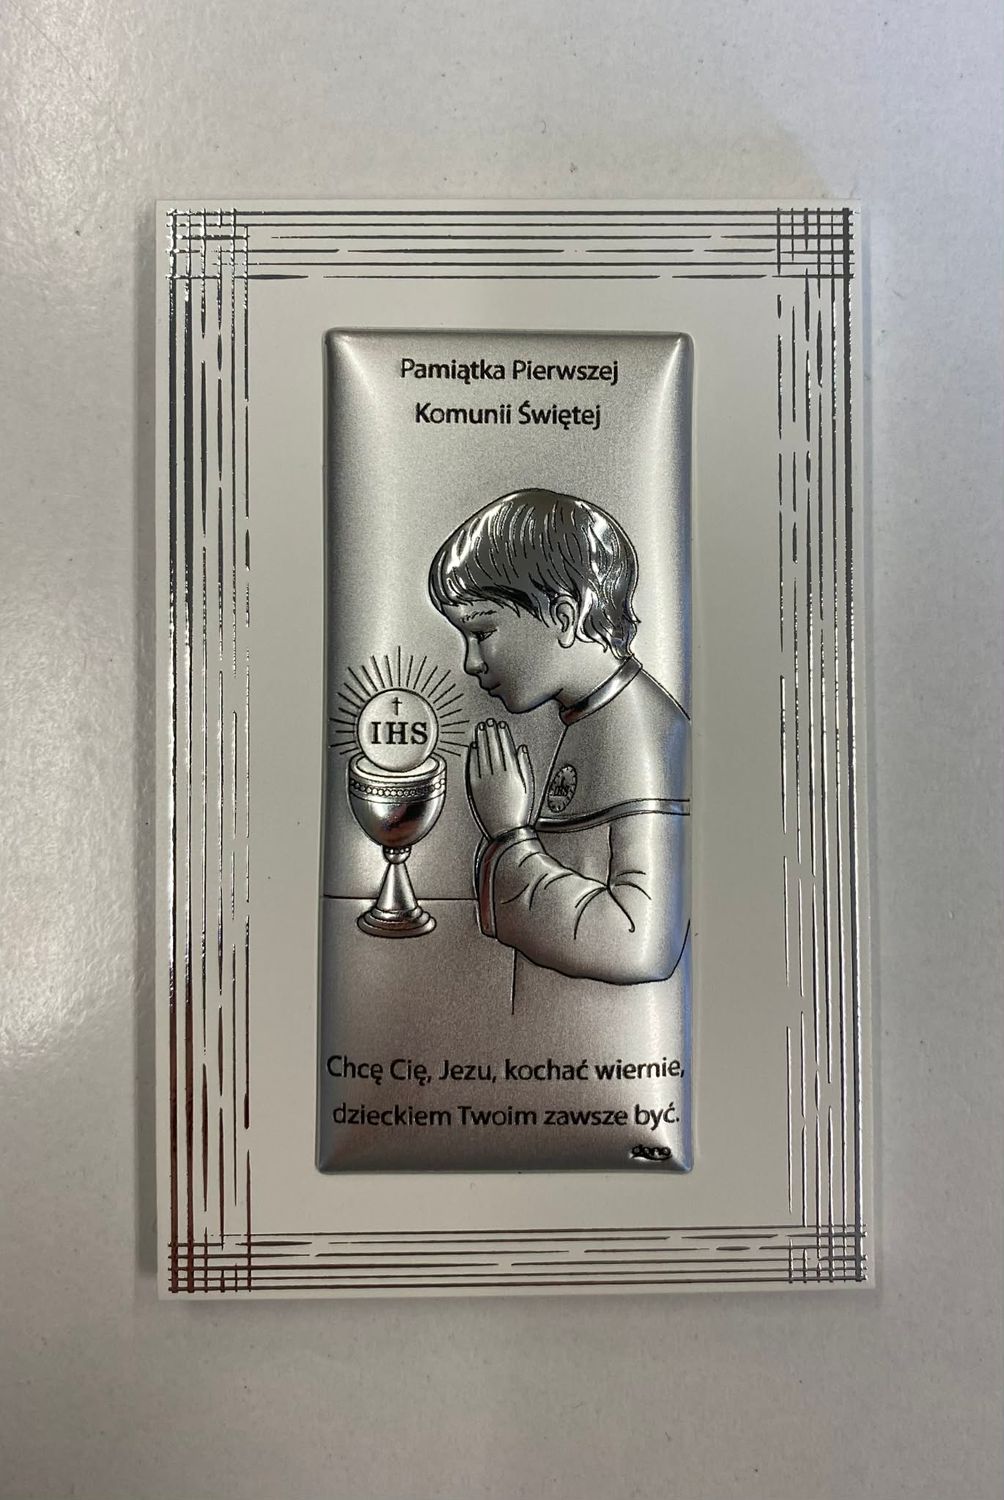 Pamiątka Pierwszej
Komunii Świętej
IHS
Chcę Cię, Jezu, kochać wiernie,
dzieckiem Twoim zawsze być.